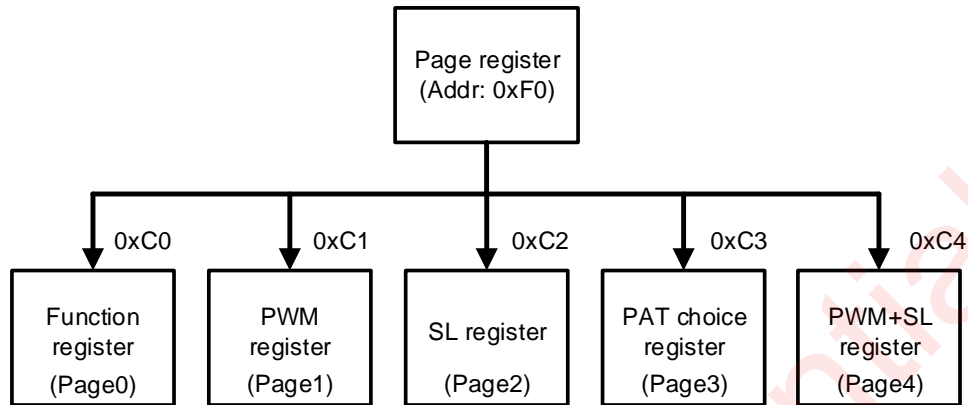 Page register
(Addr: 0xF0)
0xC0
0xC1
0xC2
0xC3
0xC4
Function
register
(Page0)
PWM
register
(Page1)
SL register
(Page2)
PAT choice
register
(Page3)
PWM+SL
register
(Page4)
ntial